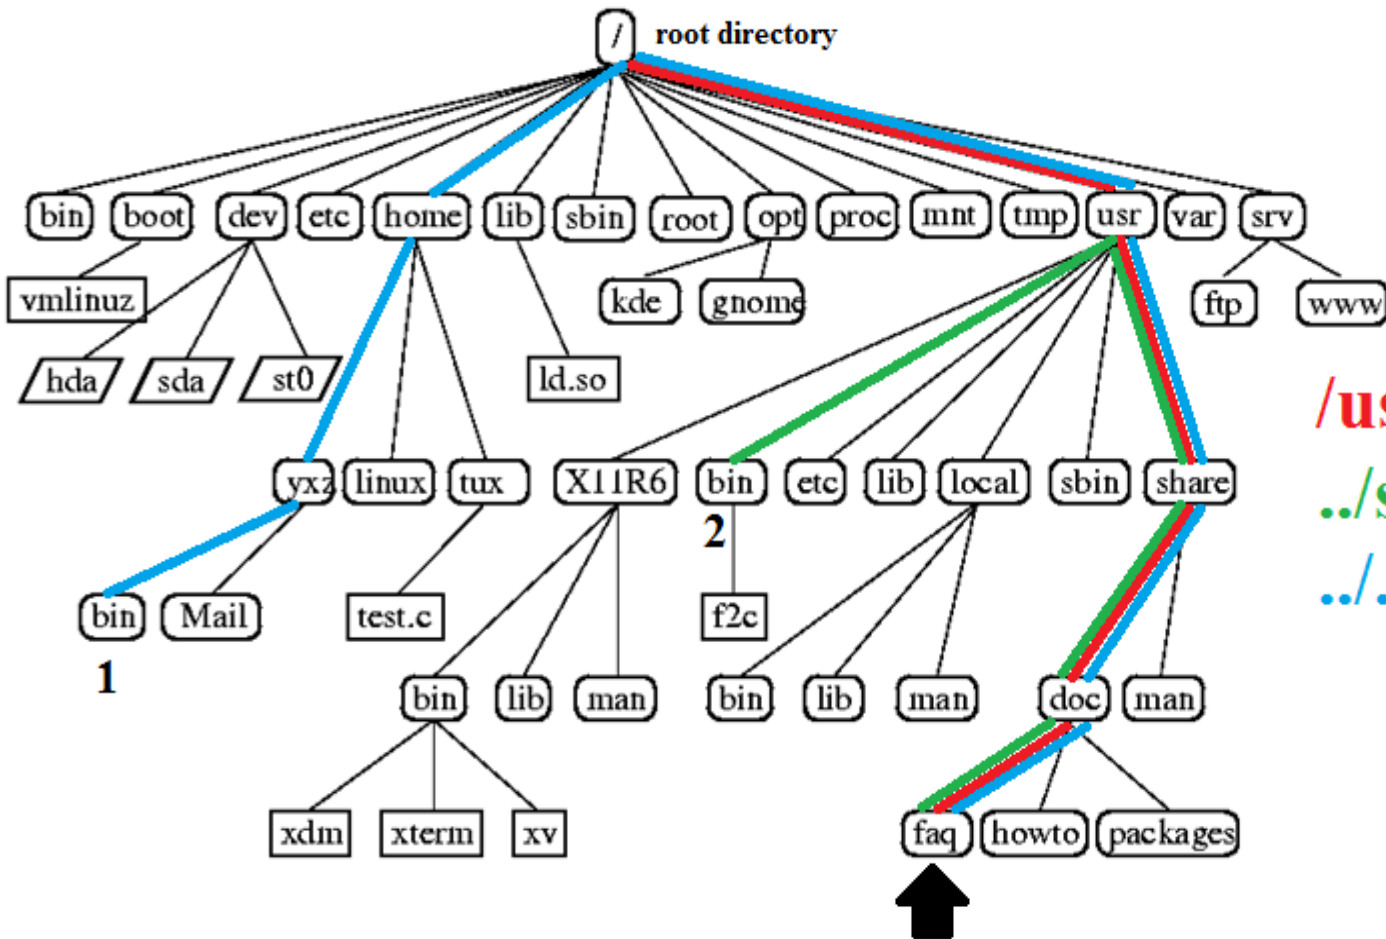 / root directory
bin boot dev etc home lib sbin root opt proc mnt tmp usr var srv
vmlinuz kde gnome ftp www
hda sda st0 ld.so
/us
yxz linux tux X11R6 bin etc lib local sbin share
../s
2
../.
bin Mail test.c f2c
1
bin lib man bin lib man doc man
xdm xterm xv faq howto packages